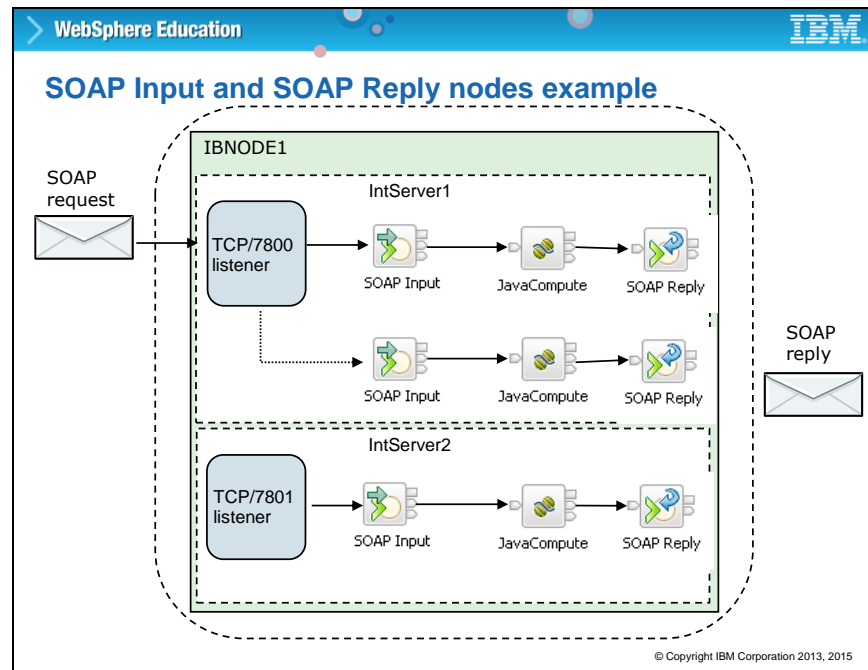 WebSphere Education
IBM
SOAP Input and SOAP Reply nodes example
IBNODE1
SOAP
request
IntServer1
TCP/7800
listener
SOAP Input
JavaCompute
SOAP Reply
SOAP Input
JavaCompute
SOAP Reply
SOAP
reply
IntServer2
TCP/7801
listener
SOAP Input
JavaCompute
SOAP Reply
© Copyright IBM Corporation 2013, 2015